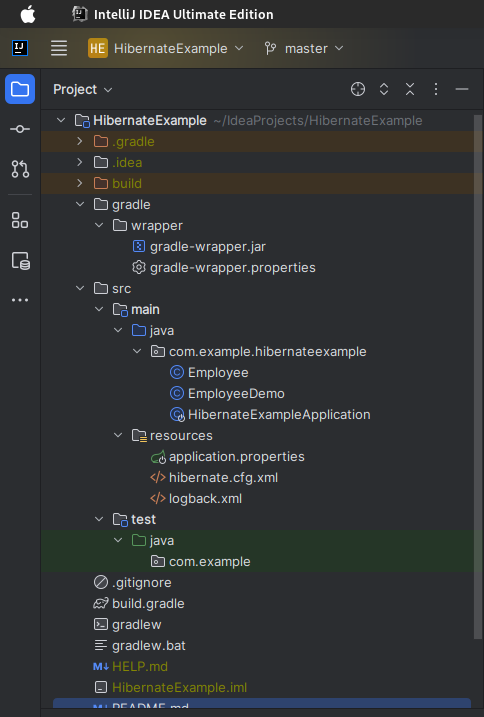 IntelliJ IDEA Ultimate Edition
IJ HE HibernateExample master
Project
HibernateExample ~/IdeaProjects/HibernateExample
.gradle
.idea
build
gradle
wrapper
gradle-wrapper.jar
gradle-wrapper.properties
src
main
java
com.example.hibernateexample
Employee
EmployeeDemo
HibernateExampleApplication
resources
application.properties
hibernate.cfg.xml
logback.xml
test
java
com.example
.gitignore
build.gradle
gradlew
gradlew.bat
HELP.md
HibernateExample.iml
README.md